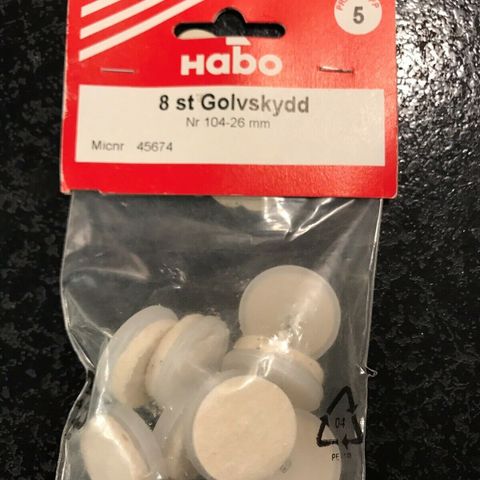 5
Habo
8 st Golvskydd
Nr 104-26 mm
Micnr 45674
04